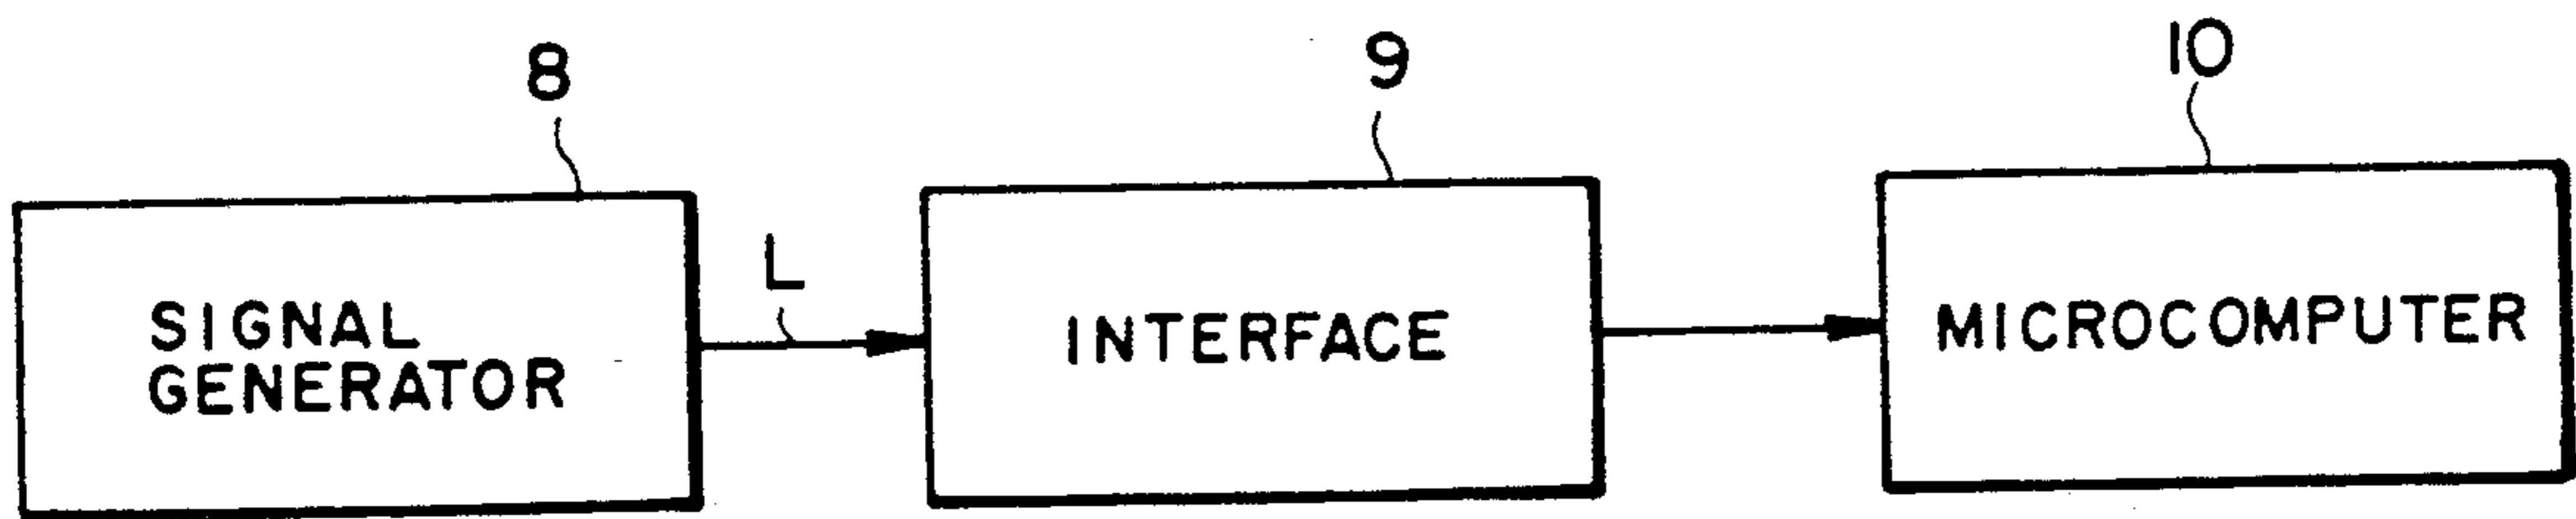 8
9
10
L
SIGNAL
GENERATOR
INTERFACE
MICROCOMPUTER